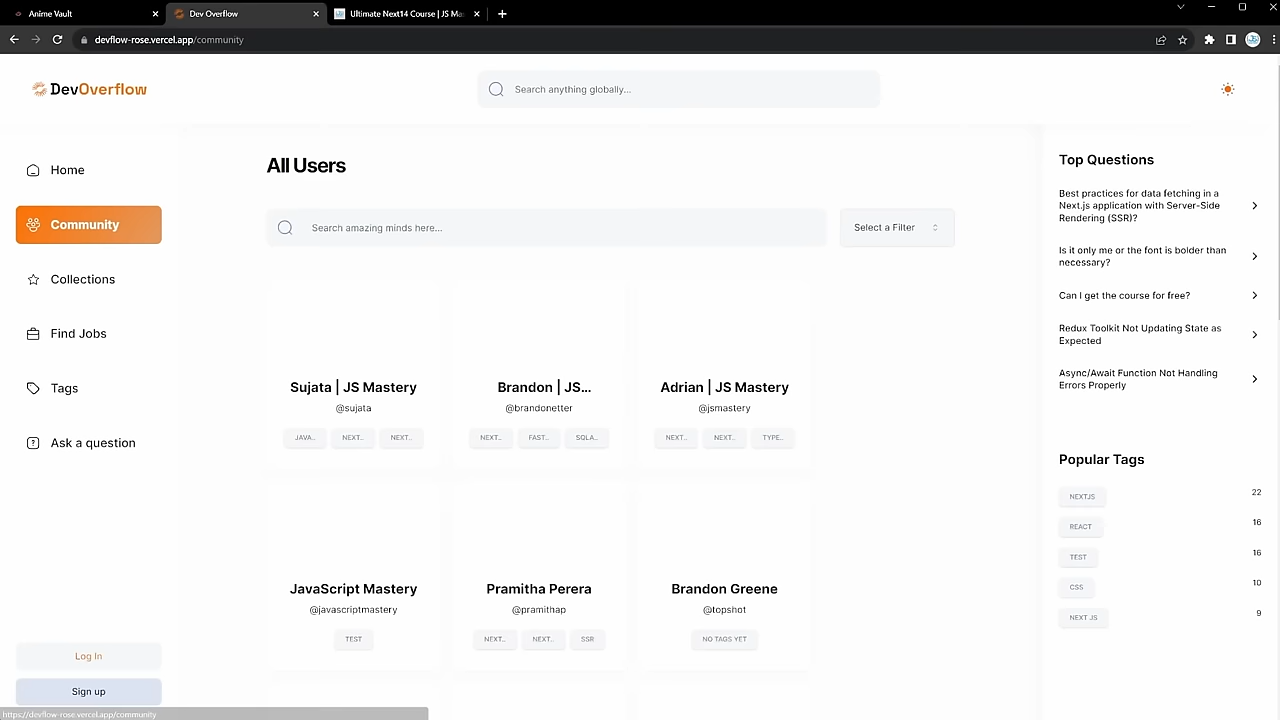 Anime Vault
Dev Overflow
Ultimate Next14 Course | JS Ma
devflow-rose.vercel.app/community
DevOverflow
Search anything globally...
Home
Community
Collections
Find Jobs
Tags
Ask a question
Log In
Sign up
All Users
Search amazing minds here...
Select a Filter
Sujata | JS Mastery
@sujata
JAVA.. NEXT.. NEXT..
Brandon | JS...
@brandonetter
NEXT.. FAST.. SQLA..
Adrian | JS Mastery
@jsmastery
NEXT.. NEXT.. TYPE..
JavaScript Mastery
@javascriptmastery
TEST
Pramitha Perera
@pramithap
NEXT.. NEXT.. SSR
Brandon Greene
@topshot
NO TAGS YET
Top Questions
Best practices for data fetching in a
Next.js application with Server-Side
Rendering (SSR)?
Is it only me or the font is bolder than
necessary?
Can I get the course for free?
Redux Toolkit Not Updating State as
Expected
Async/Await Function Not Handling
Errors Properly
Popular Tags
NEXTJS 22
REACT 16
TEST 16
CSS 10
NEXT JS 9
https://devflow-rose.vercel.app/community